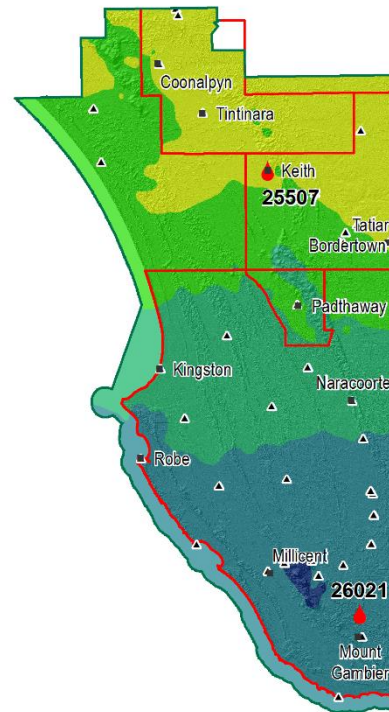 Coonalpyn
Tintinara
Keith
25507
Tatiar
Bordertown
Padthaway
Kingston
Naracoorte
Robe
Millicent
26021
Mount
Gambier